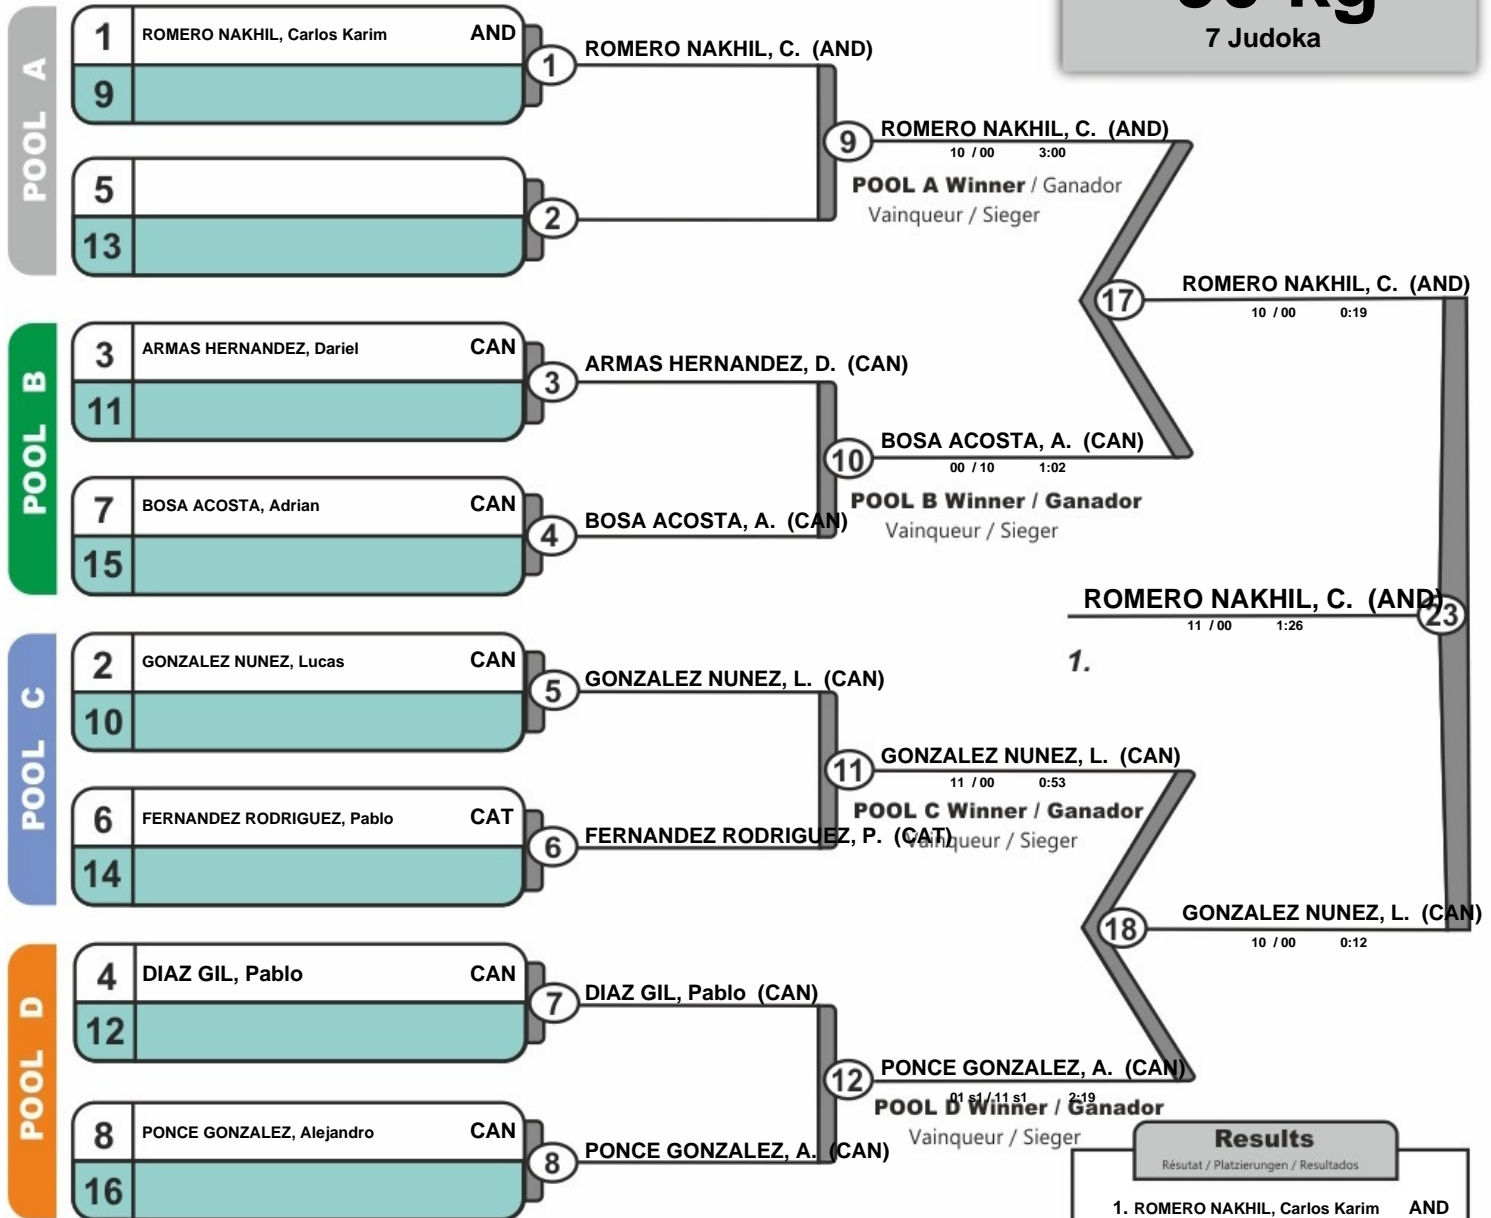 7 Judoka
POOL A
1 ROMERO NAKHIL, Carlos Karim AND
9
5
13
1 ROMERO NAKHIL, C. (AND)
2
9 ROMERO NAKHIL, C. (AND)
10 / 00 3:00
POOL A Winner / Ganador
Vainqueur / Sieger
POOL B
3 ARMAS HERNANDEZ, Dariel CAN
11
7 BOSA ACOSTA, Adrian CAN
15
3 ARMAS HERNANDEZ, D. (CAN)
4 BOSA ACOSTA, A. (CAN)
10 BOSA ACOSTA, A. (CAN)
00 / 10 1:02
POOL B Winner / Ganador
Vainqueur / Sieger
17 ROMERO NAKHIL, C. (AND)
10 / 00 0:19
ROMERO NAKHIL, C. (AND) 23
11 / 00 1:26
1.
POOL C
2 GONZALEZ NUNEZ, Lucas CAN
10
6 FERNANDEZ RODRIGUEZ, Pablo CAT
14
5 GONZALEZ NUNEZ, L. (CAN)
6 FERNANDEZ RODRIGUEZ, P. (CAT)
11 GONZALEZ NUNEZ, L. (CAN)
11 / 00 0:53
POOL C Winner / Ganador
Vainqueur / Sieger
18 GONZALEZ NUNEZ, L. (CAN)
10 / 00 0:12
POOL D
4 DIAZ GIL, Pablo CAN
12
8 PONCE GONZALEZ, Alejandro CAN
16
7 DIAZ GIL, Pablo (CAN)
8 PONCE GONZALEZ, A. (CAN)
12 PONCE GONZALEZ, A. (CAN)
01 s1 / 11 s1 2:19
POOL D Winner / Ganador
Vainqueur / Sieger
Results
Résutat / Platzierungen / Resultados
1. ROMERO NAKHIL, Carlos Karim AND